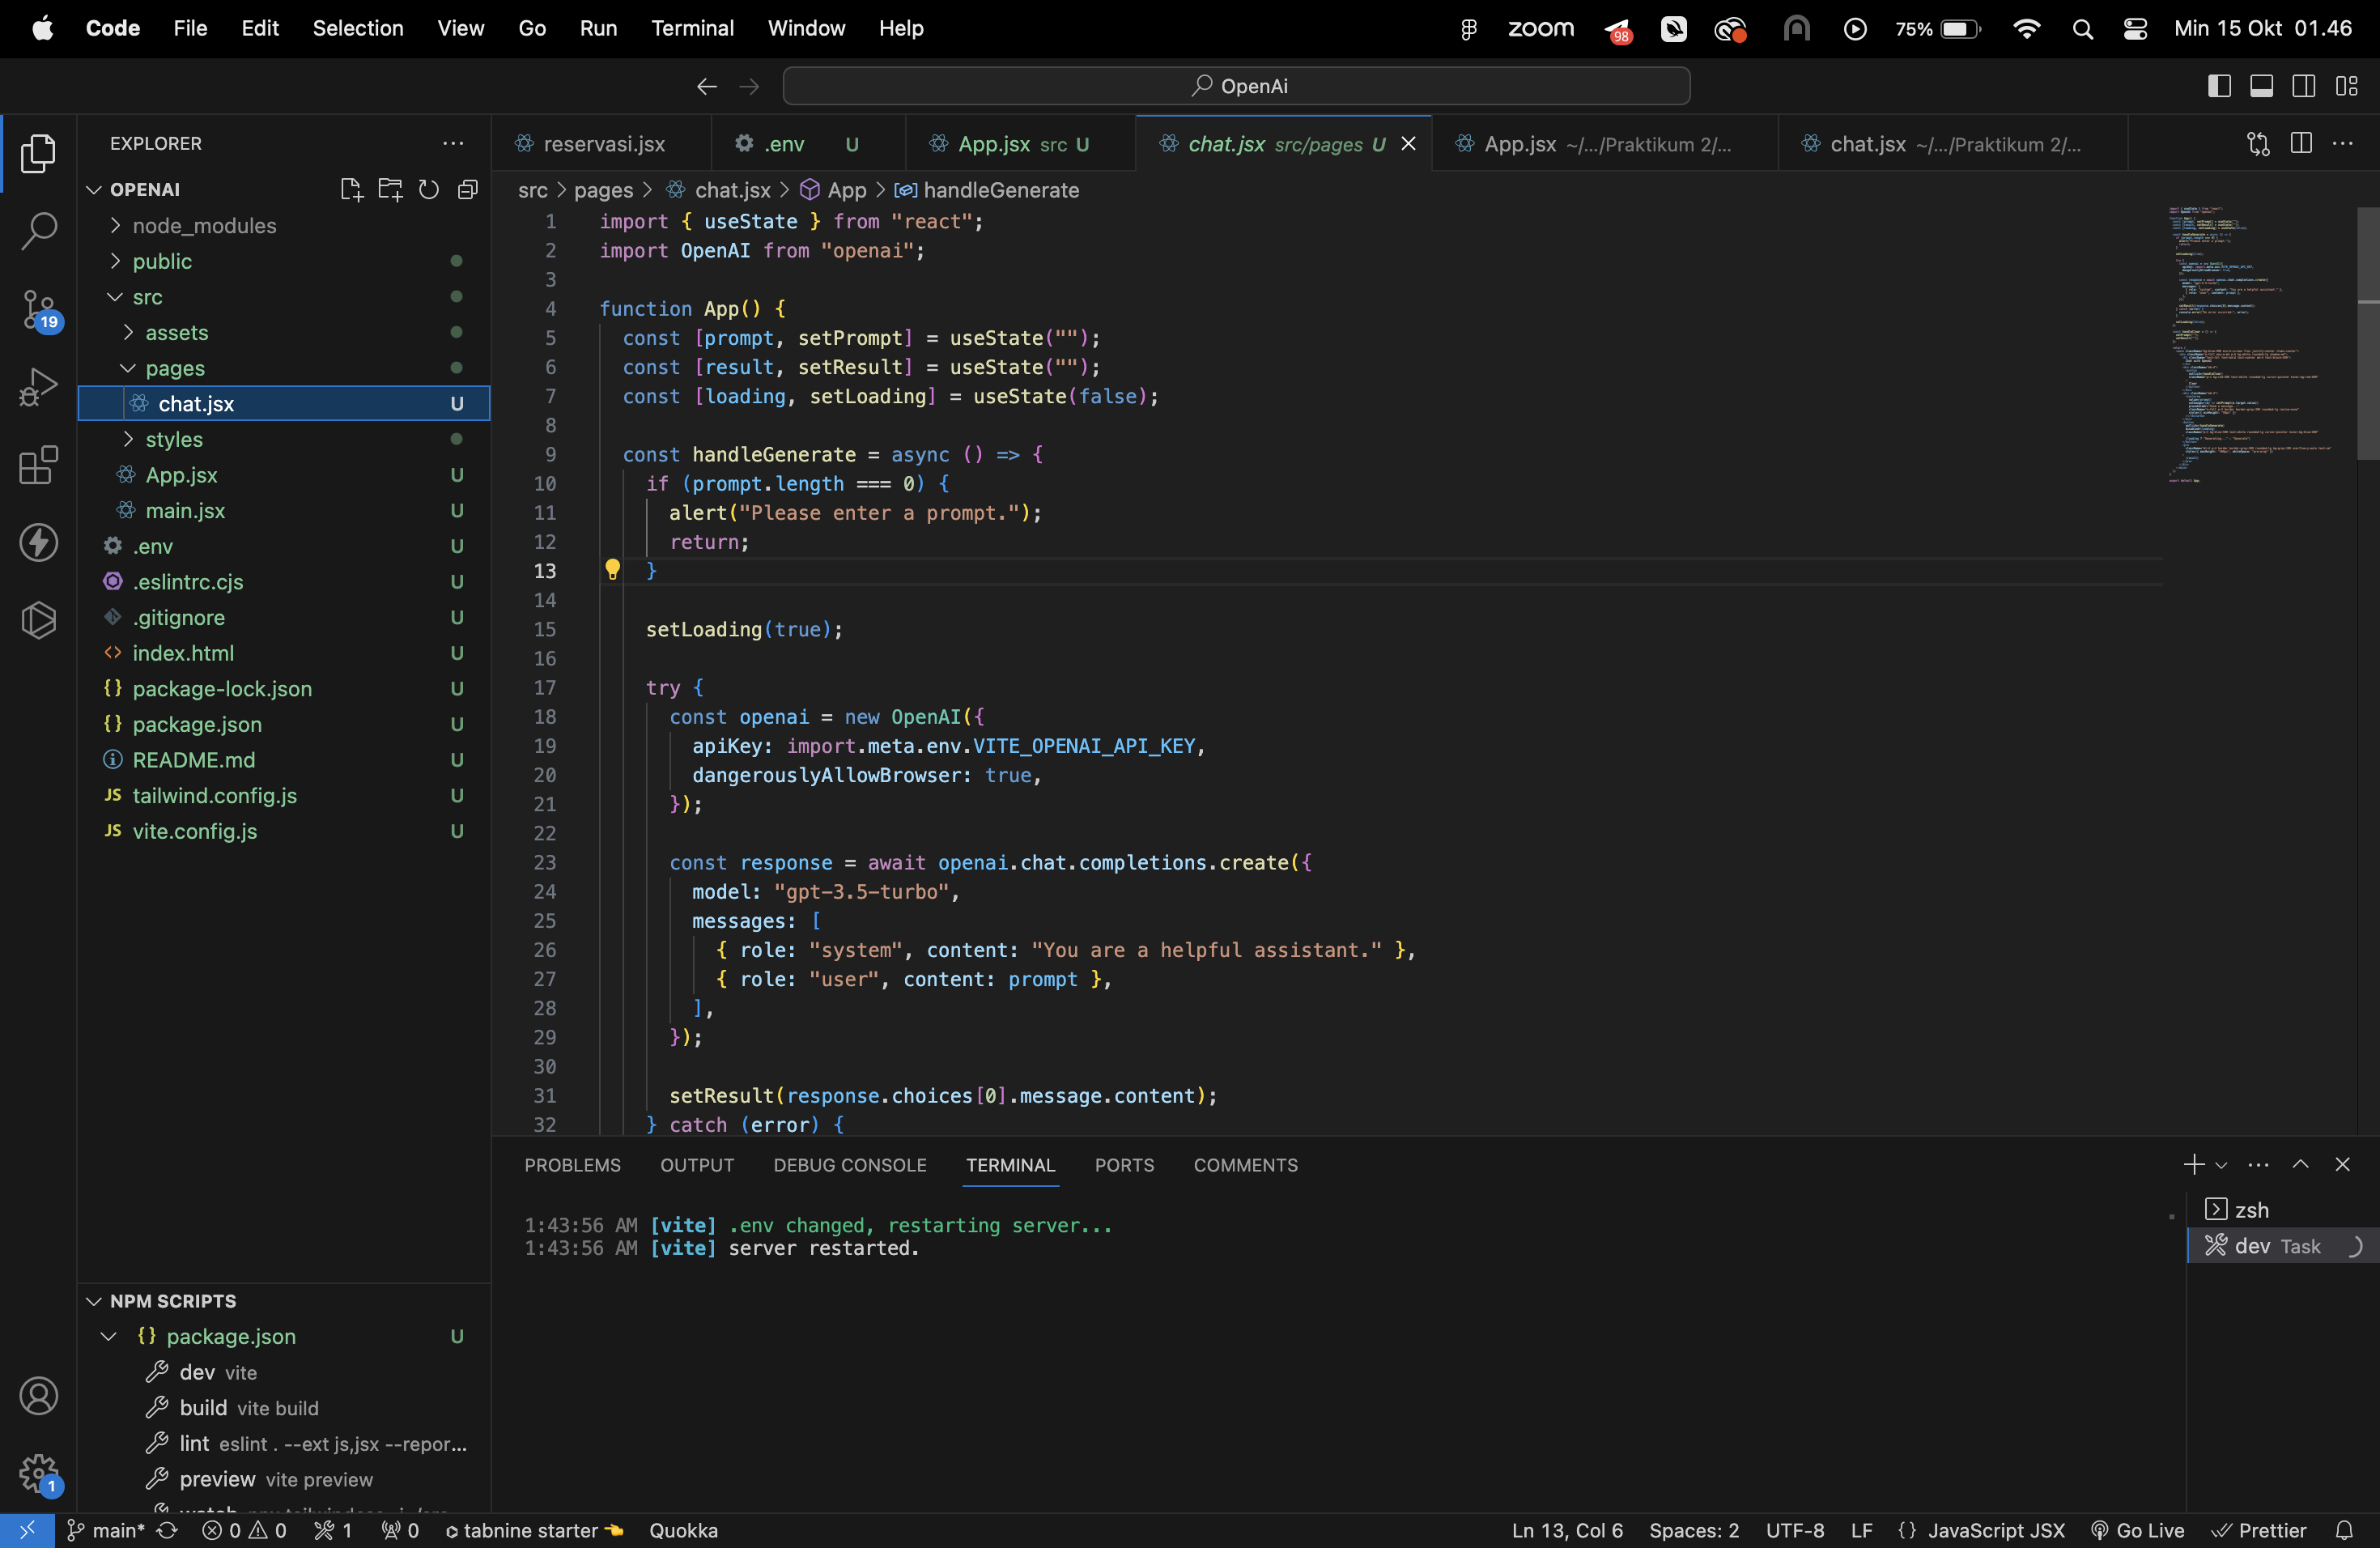 Code File Edit Selection View Go Run Terminal Window Help zoom 98 75% Min 15 Okt 01.46
OpenAi
EXPLORER
OPENAI
node_modules
public
src
assets
pages
chat.jsx U
styles
App.jsx U
main.jsx U
.env U
.eslintrc.cjs U
.gitignore U
index.html U
package-lock.json U
package.json U
README.md U
tailwind.config.js U
vite.config.js U
19
NPM SCRIPTS
package.json U
dev vite
build vite build
lint eslint . --ext js,jsx --repor...
preview vite preview
1
reservasi.jsx .env U App.jsx src U chat.jsx src/pages U App.jsx ~/.../Praktikum 2/... chat.jsx ~/.../Praktikum 2/...
src > pages > chat.jsx > App > handleGenerate
1 import { useState } from "react";
2 import OpenAI from "openai";
3
4 function App() {
5 const [prompt, setPrompt] = useState("");
6 const [result, setResult] = useState("");
7 const [loading, setLoading] = useState(false);
8
9 const handleGenerate = async () => {
10 if (prompt.length === 0) {
11 alert("Please enter a prompt.");
12 return;
13 }
14
15 setLoading(true);
16
17 try {
18 const openai = new OpenAI({
19 apiKey: import.meta.env.VITE_OPENAI_API_KEY,
20 dangerouslyAllowBrowser: true,
21 });
22
23 const response = await openai.chat.completions.create({
24 model: "gpt-3.5-turbo",
25 messages: [
26 { role: "system", content: "You are a helpful assistant." },
27 { role: "user", content: prompt },
28 ],
29 });
30
31 setResult(response.choices[0].message.content);
32 } catch (error) {
PROBLEMS OUTPUT DEBUG CONSOLE TERMINAL PORTS COMMENTS
1:43:56 AM [vite] .env changed, restarting server...
1:43:56 AM [vite] server restarted.
zsh
dev Task
main* 0 0 1 0 tabnine starter Quokka Ln 13, Col 6 Spaces: 2 UTF-8 LF {} JavaScript JSX Go Live Prettier